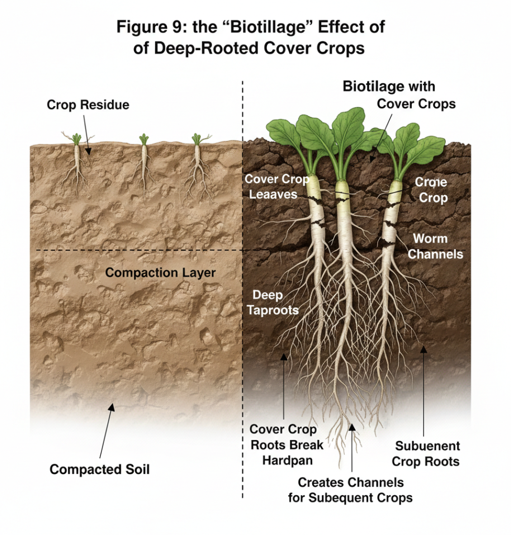 Figure 9: the “Biotillage” Effect of
of Deep-Rooted Cover Crops
Biotilage with
Cover Crops
Crop Residue
Cover Crop
Leaaves
Crqe
Crop
Worm
Channels
Compaction Layer
Deep
Taproots
Cover Crop
Roots Break
Hardpan
Subuenent
Crop Roots
Compacted Soil
Creates Channels
for Subequent Crops